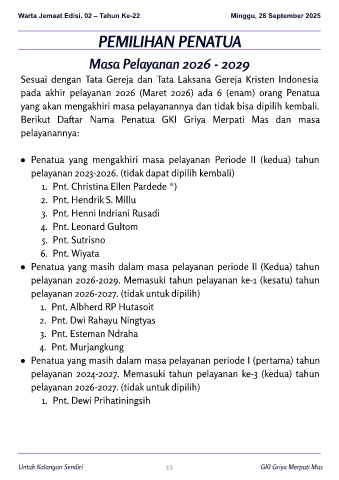 Warta Jemaat Edisi. 02 – Tahun Ke-22 Minggu, 28 September 2025
PEMILIHAN PENATUA
Masa Pelayanan 2026 - 2029
Sesuai dengan Tata Gereja dan Tata Laksana Gereja Kristen Indonesia
pada akhir pelayanan 2026 (Maret 2026) ada 6 (enam) orang Penatua
yang akan mengakhiri masa pelayanannya dan tidak bisa dipilih kembali.
Berikut Daftar Nama Penatua GKI Griya Merpati Mas dan masa
pelayanannya:
• Penatua yang mengakhiri masa pelayanan Periode II (kedua) tahun
pelayanan 2023-2026. (tidak dapat dipilih kembali)
1. Pnt. Christina Ellen Pardede *)
2. Pnt. Hendrik S. Millu
3. Pnt. Henni Indriani Rusadi
4. Pnt. Leonard Gultom
5. Pnt. Sutrisno
6. Pnt. Wiyata
• Penatua yang masih dalam masa pelayanan periode II (Kedua) tahun
pelayanan 2026-2029. Memasuki tahun pelayanan ke-1 (kesatu) tahun
pelayanan 2026-2027. (tidak untuk dipilih)
1. Pnt. Albherd RP Hutasoit
2. Pnt. Dwi Rahayu Ningtyas
3. Pnt. Esteman Ndraha
4. Pnt. Murjangkung
• Penatua yang masih dalam masa pelayanan periode I (pertama) tahun
pelayanan 2024-2027. Memasuki tahun pelayanan ke-3 (kedua) tahun
pelayanan 2026-2027. (tidak untuk dipilih)
1. Pnt. Dewi Prihatiningsih
Untuk Kalangan Sendiri 13 GKI Griya Merpati Mas